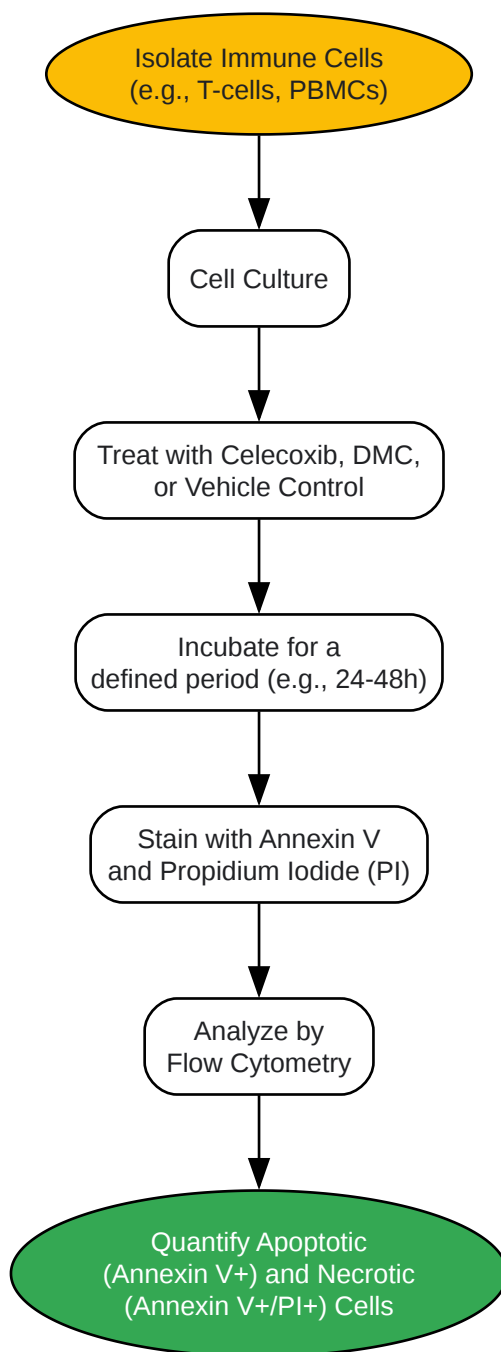 Isolate Immune Cells
(e.g., T-cells, PBMCs)
Cell Culture
Treat with Celecoxib, DMC,
or Vehicle Control
Incubate for a
defined period (e.g., 24-48h)
Stain with Annexin V
and Propidium Iodide (PI)
Analyze by
Flow Cytometry
Quantify Apoptotic
(Annexin V+) and Necrotic
(Annexin V+/PI+) Cells